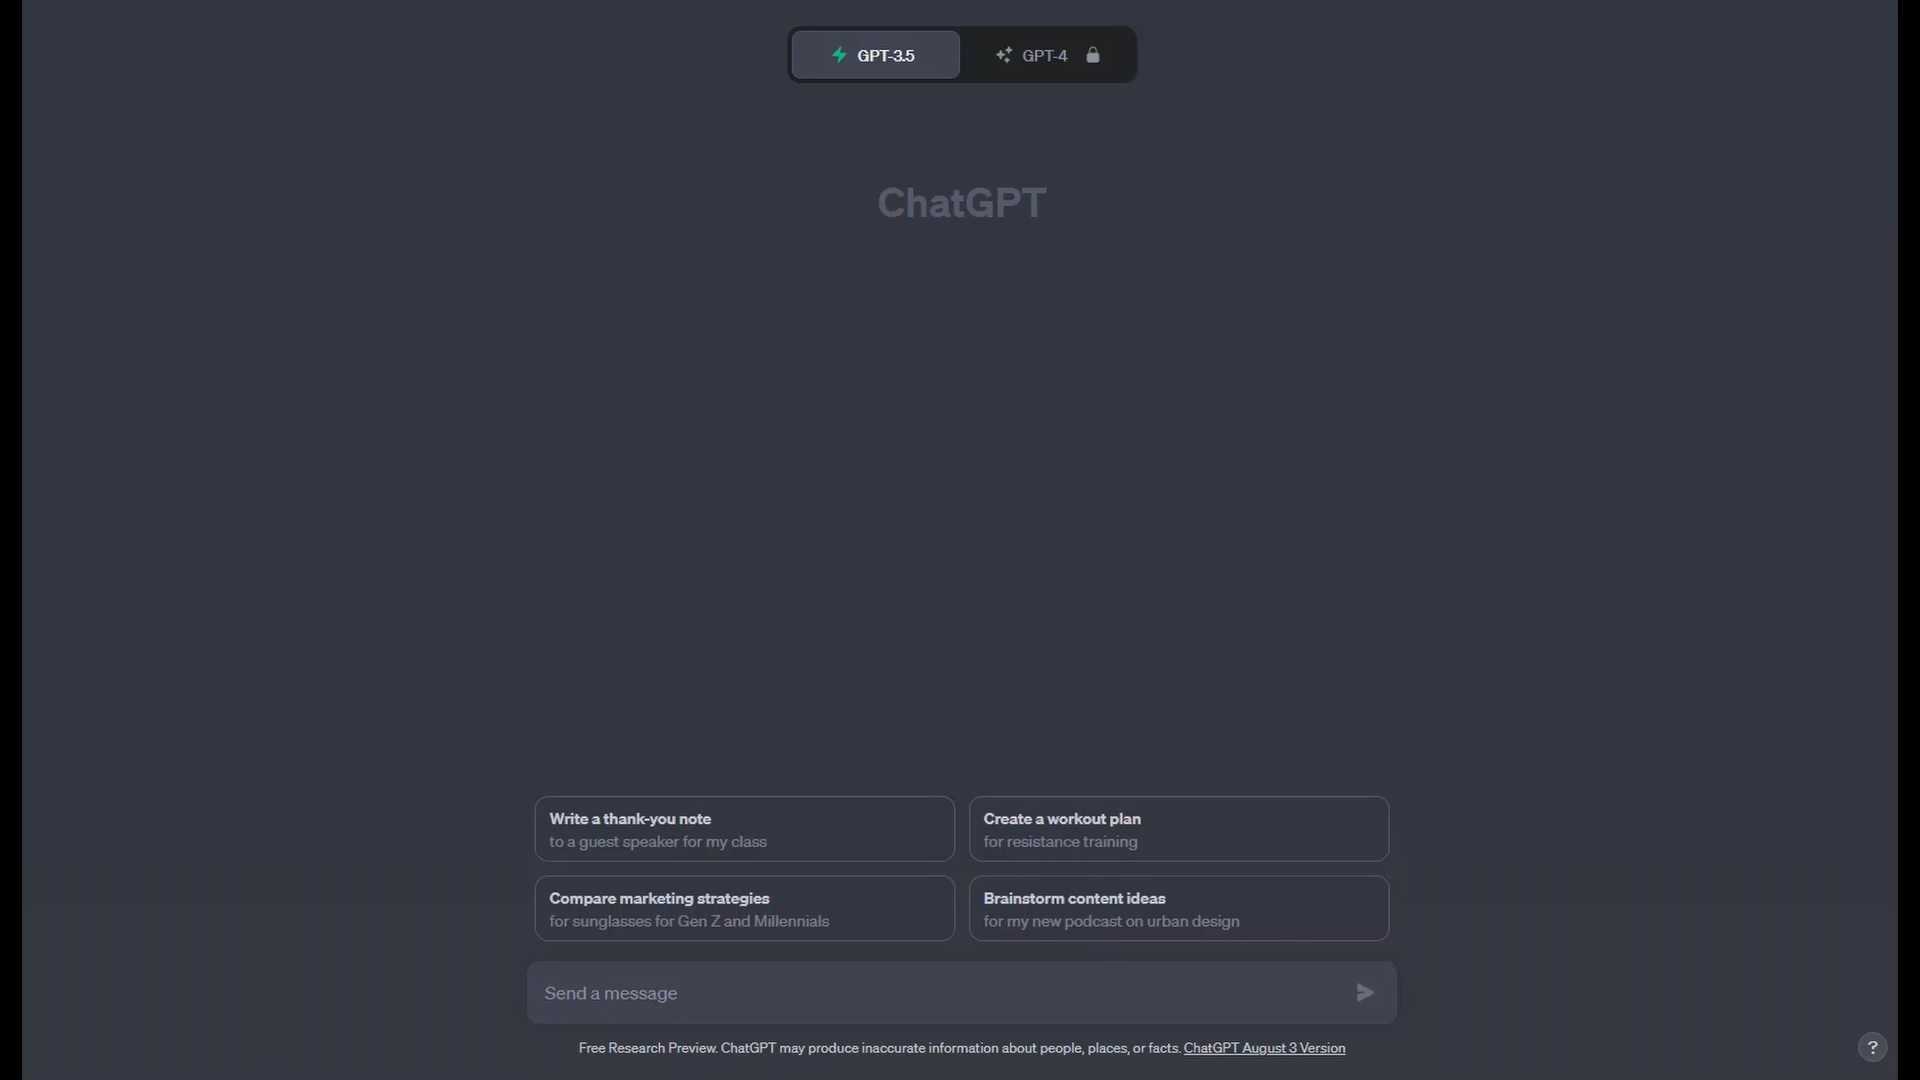 GPT-3.5
GPT-4
ChatGPT
Write a thank-you note
to a guest speaker for my class
Create a workout plan
for resistance training
Compare marketing strategies
for sunglasses for Gen Z and Millennials
Brainstorm content ideas
for my new podcast on urban design
Send a message
Free Research Preview. ChatGPT may produce inaccurate information about people, places, or facts. ChatGPT August 3 Version
?